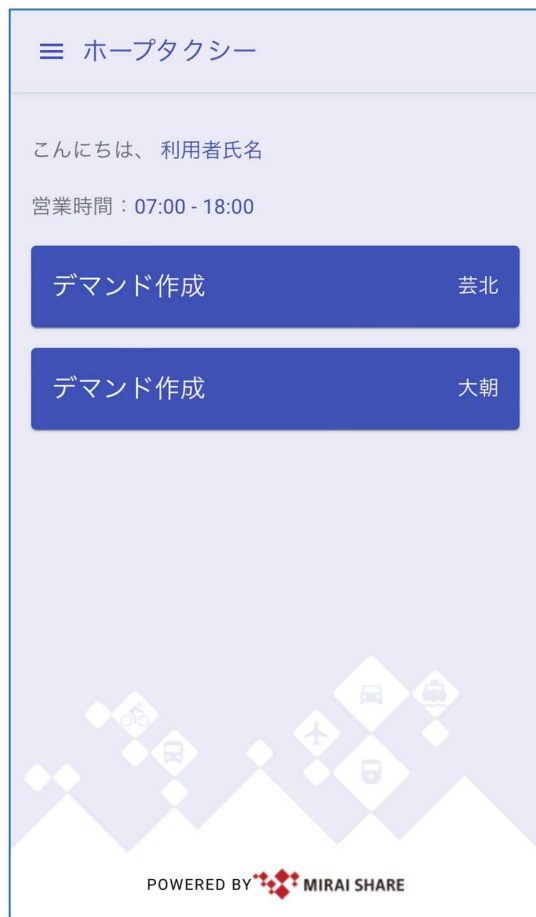 ホープタクシー
こんにちは、 利用者氏名
営業時間：07:00 - 18:00
デマンド作成 芸北
デマンド作成 大朝
POWERED BY MIRAI SHARE